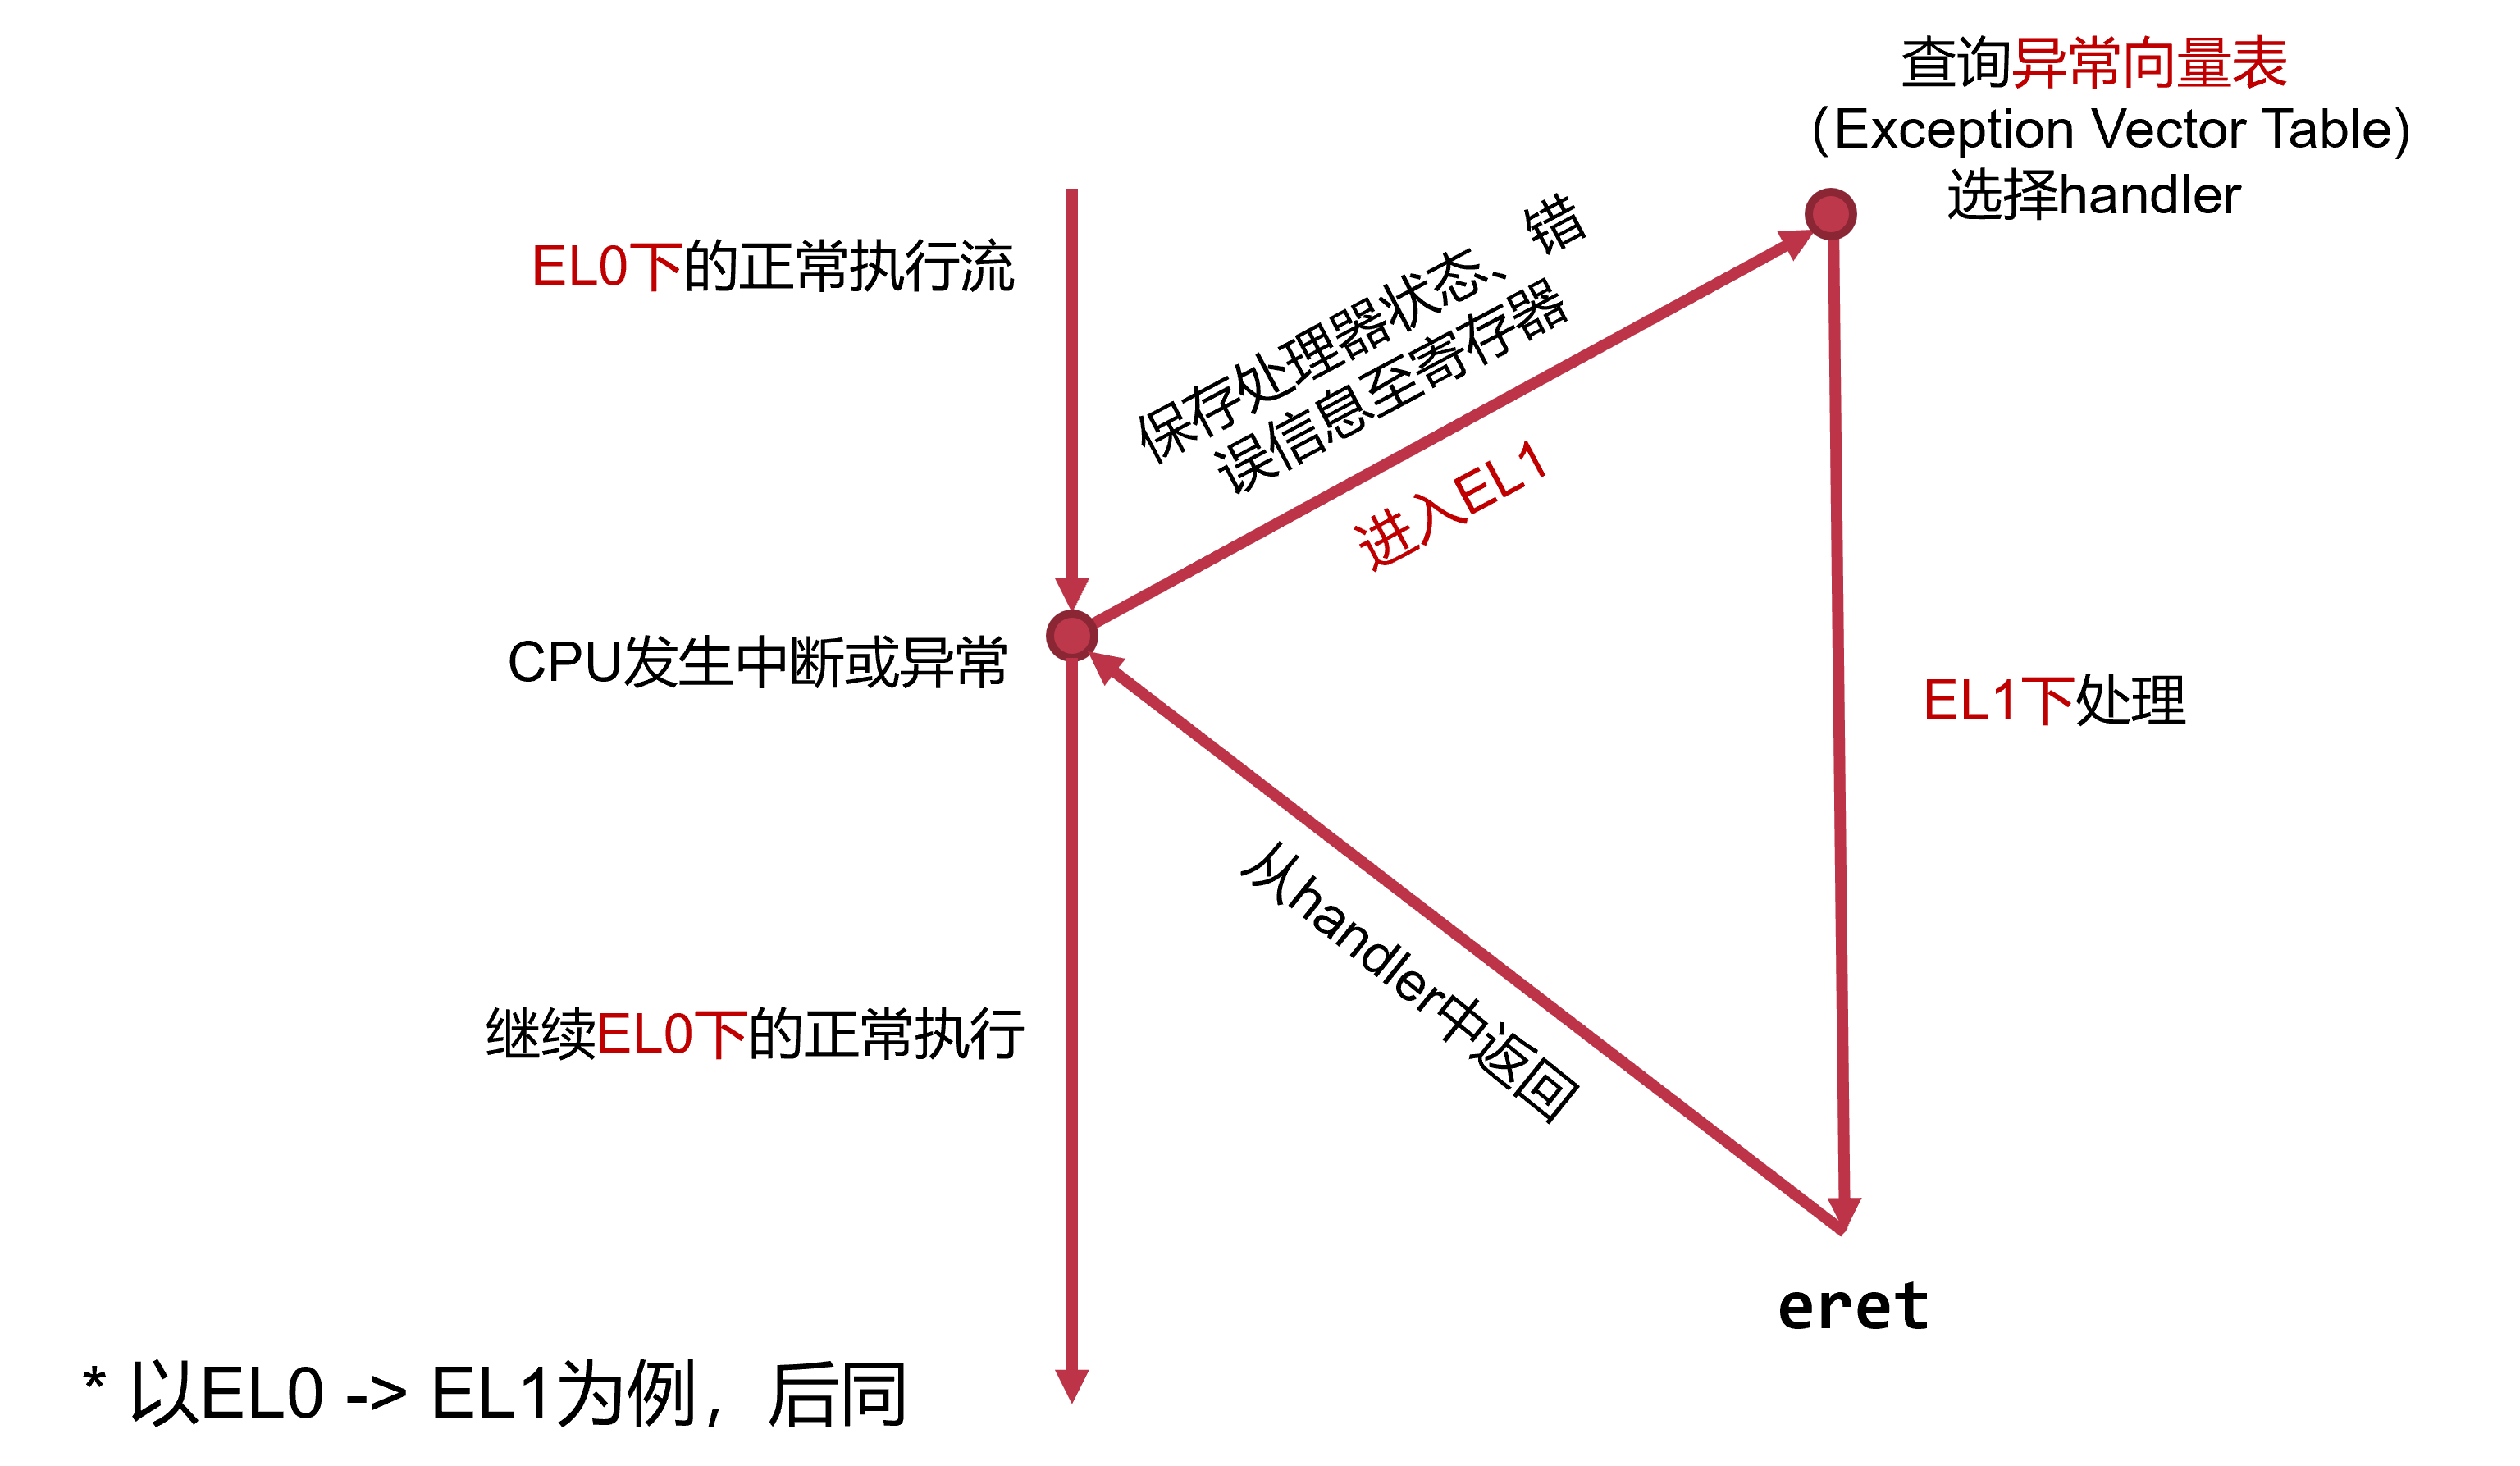 查询异常向量表
（Exception Vector Table)
选择handler
EL0下的正常执行流
保存处理器状态、错
误信息至寄存器
进入EL1
CPU发生中断或异常
EL1下处理
从handler中返回
继续EL0下的正常执行
eret
* 以EL0 -> EL1为例，后同